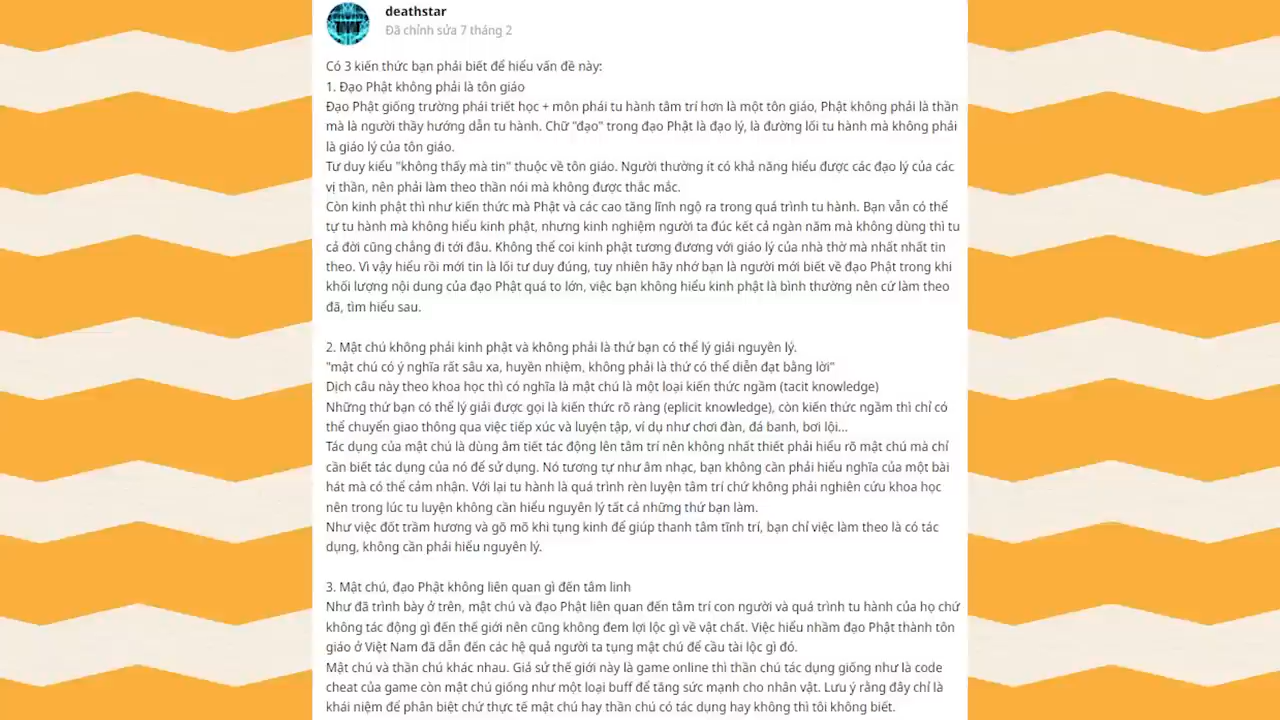 deathstar
Đã chỉnh sửa 7 tháng 2
Có 3 kiến thức bạn phải biết để hiểu vấn đề này:
1. Đạo Phật không phải là tôn giáo
Đạo Phật giống trường phái triết học + môn phái tu hành tâm trí hơn là một tôn giáo, Phật không phải là thần
mà là người thầy hướng dẫn tu hành. Chữ "đạo" trong đạo Phật là đạo lý, là đường lối tu hành mà không phải
là giáo lý của tôn giáo.
Tư duy kiểu "không thấy mà tin" thuộc về tôn giáo. Người thường ít có khả năng hiểu được các đạo lý của các
vị thần, nên phải làm theo thần nói mà không được thắc mắc.
Còn kinh phật thì như kiến thức mà Phật và các cao tăng lĩnh ngộ ra trong quá trình tu hành. Bạn vẫn có thể
tự tu hành mà không hiểu kinh phật, nhưng kinh nghiệm người ta đúc kết cả ngàn năm mà không dùng thì tu
cả đời cũng chẳng đi tới đâu. Không thể coi kinh phật tương đương với giáo lý của nhà thờ mà nhất nhất tin
theo. Vì vậy hiểu rồi mới tin là lối tư duy đúng, tuy nhiên hãy nhớ bạn là người mới biết về đạo Phật trong khi
khối lượng nội dung của đạo Phật quá to lớn, việc bạn không hiểu kinh phật là bình thường nên cứ làm theo
đã, tìm hiểu sau.
2. Mật chú không phải kinh phật và không phải là thứ bạn có thể lý giải nguyên lý.
"mật chú có ý nghĩa rất sâu xa, huyền nhiệm, không phải là thứ có thể diễn đạt bằng lời"
Dịch câu này theo khoa học thì có nghĩa là mật chú là một loại kiến thức ngầm (tacit knowledge)
Những thứ bạn có thể lý giải được gọi là kiến thức rõ ràng (eplicit knowledge), còn kiến thức ngầm thì chỉ có
thể chuyển giao thông qua việc tiếp xúc và luyện tập, ví dụ như chơi đàn, đá banh, bơi lội...
Tác dụng của mật chú là dùng âm tiết tác động lên tâm trí nên không nhất thiết phải hiểu rõ mật chú mà chỉ
cần biết tác dụng của nó để sử dụng. Nó tương tự như âm nhạc, bạn không cần phải hiểu nghĩa của một bài
hát mà có thể cảm nhận. Với lại tu hành là quá trình rèn luyện tâm trí chứ không phải nghiên cứu khoa học
nên trong lúc tu luyện không cần hiểu nguyên lý tất cả những thứ bạn làm.
Như việc đốt trầm hương và gõ mõ khi tụng kinh để giúp thanh tâm tĩnh trí, bạn chỉ việc làm theo là có tác
dụng, không cần phải hiểu nguyên lý.
3. Mật chú, đạo Phật không liên quan gì đến tâm linh
Như đã trình bày ở trên, mật chú và đạo Phật liên quan đến tâm trí con người và quá trình tu hành của họ chứ
không tác động gì đến thế giới nên cũng không đem lợi lộc gì về vật chất. Việc hiểu nhầm đạo Phật thành tôn
giáo ở Việt Nam đã dẫn đến các hệ quả người ta tụng mật chú để cầu tài lộc gì đó.
Mật chú và thần chú khác nhau. Giả sử thế giới này là game online thì thần chú tác dụng giống như là code
cheat của game còn mật chú giống như một loại buff để tăng sức mạnh cho nhân vật. Lưu ý rằng đây chỉ là
khái niệm để phân biệt chứ thực tế mật chú hay thần chú có tác dụng hay không thì tôi không biết.